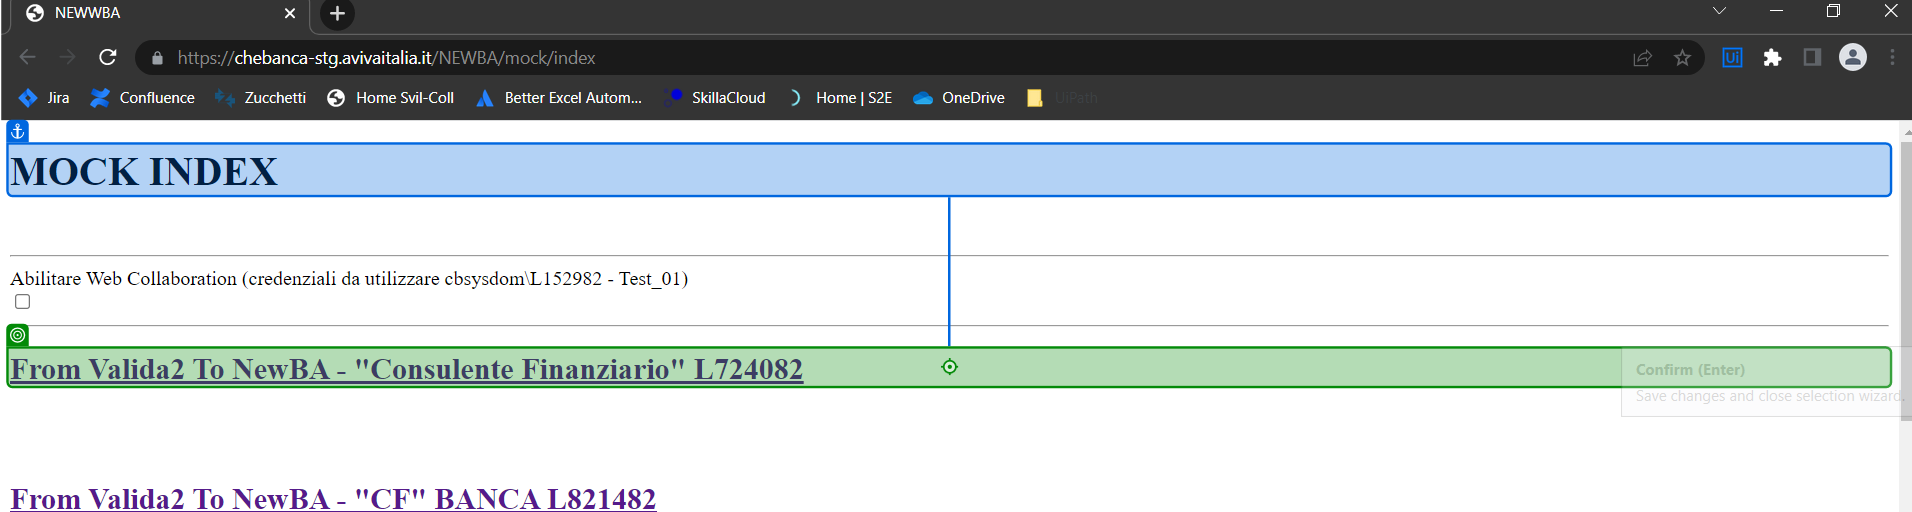 NEWWBA
https://chebanca-stg.avivaitalia.it/NEWBA/mock/index
Jira Confluence Zucchetti Home Svil-Coll Better Excel Autom... SkillaCloud Home | S2E OneDrive UiPath
MOCK INDEX
Abilitare Web Collaboration (credenziali da utilizzare cbsysdom\L152982 - Test_01)
From Valida2 To NewBA - "Consulente Finanziario" L724082
Confirm (Enter)
Save changes and close selection wizard.
From Valida2 To NewBA - "CF" BANCA L821482